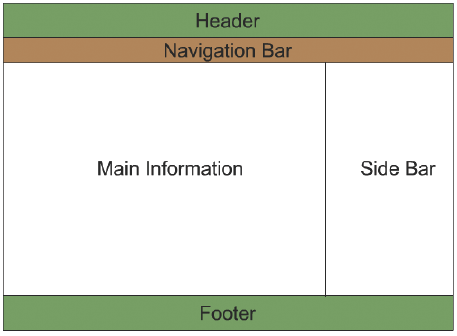 Header
Navigation Bar
Main Information
Side Bar
Footer